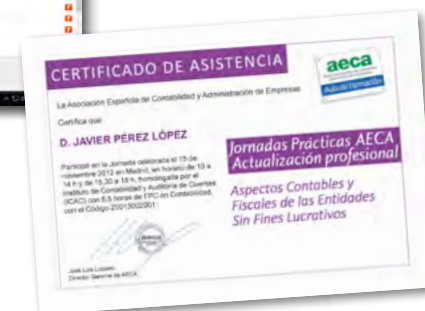 CERTIFICADO DE ASISTENCIA
aeca
Aula de Formación
La Asociación Española de Contabilidad y Administración de Empresas
Certifica que
D. JAVIER PÉREZ LÓPEZ
Participó en la Jornada celebrada el 15 de
noviembre 2012 en Madrid, en horario de 10 a
14 h y de 15,30 a 18 h, homologada por el
Instituto de Contabilidad y Auditoría de Cuentas
(ICAC) con 6,5 horas de FPC en Contabilidad,
con el Código
Jornadas Prácticas AECA
Actualización profesional
Aspectos Contables y
Fiscales de las Entidades
Sin Fines Lucrativos
José Luis Lizcano
Director Gerente de AECA